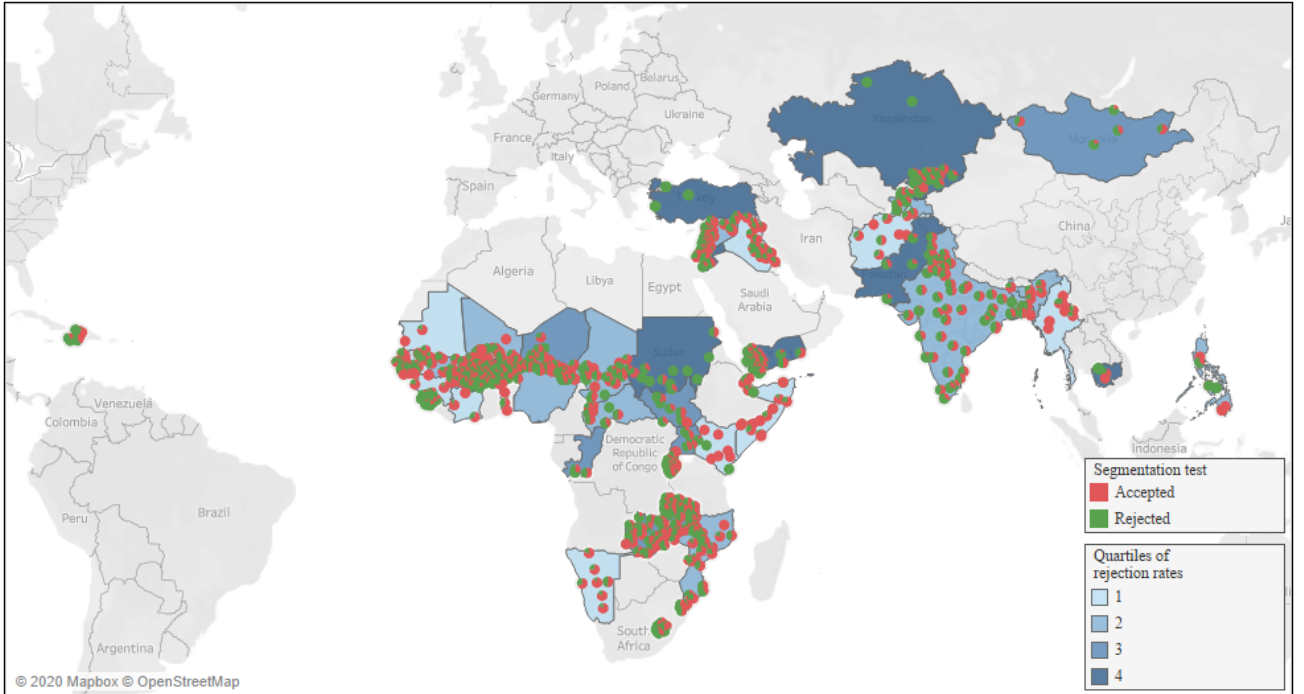 Belarus
Poland
Germany
Ukraine
Kazakhstan
France
Italy
Spain
Iran
China
Algeria
Libya
Egypt
Saudi
Arabia
Pakistan
Sudan
Venezuela
Colombia
Democratic
Republic
of Congo
Indonesia
Peru
Brazil
South
Africa
Argentina
Segmentation test
Accepted
Rejected
Quartiles of
rejection rates
1
2
3
4
© 2020 Mapbox © OpenStreetMap